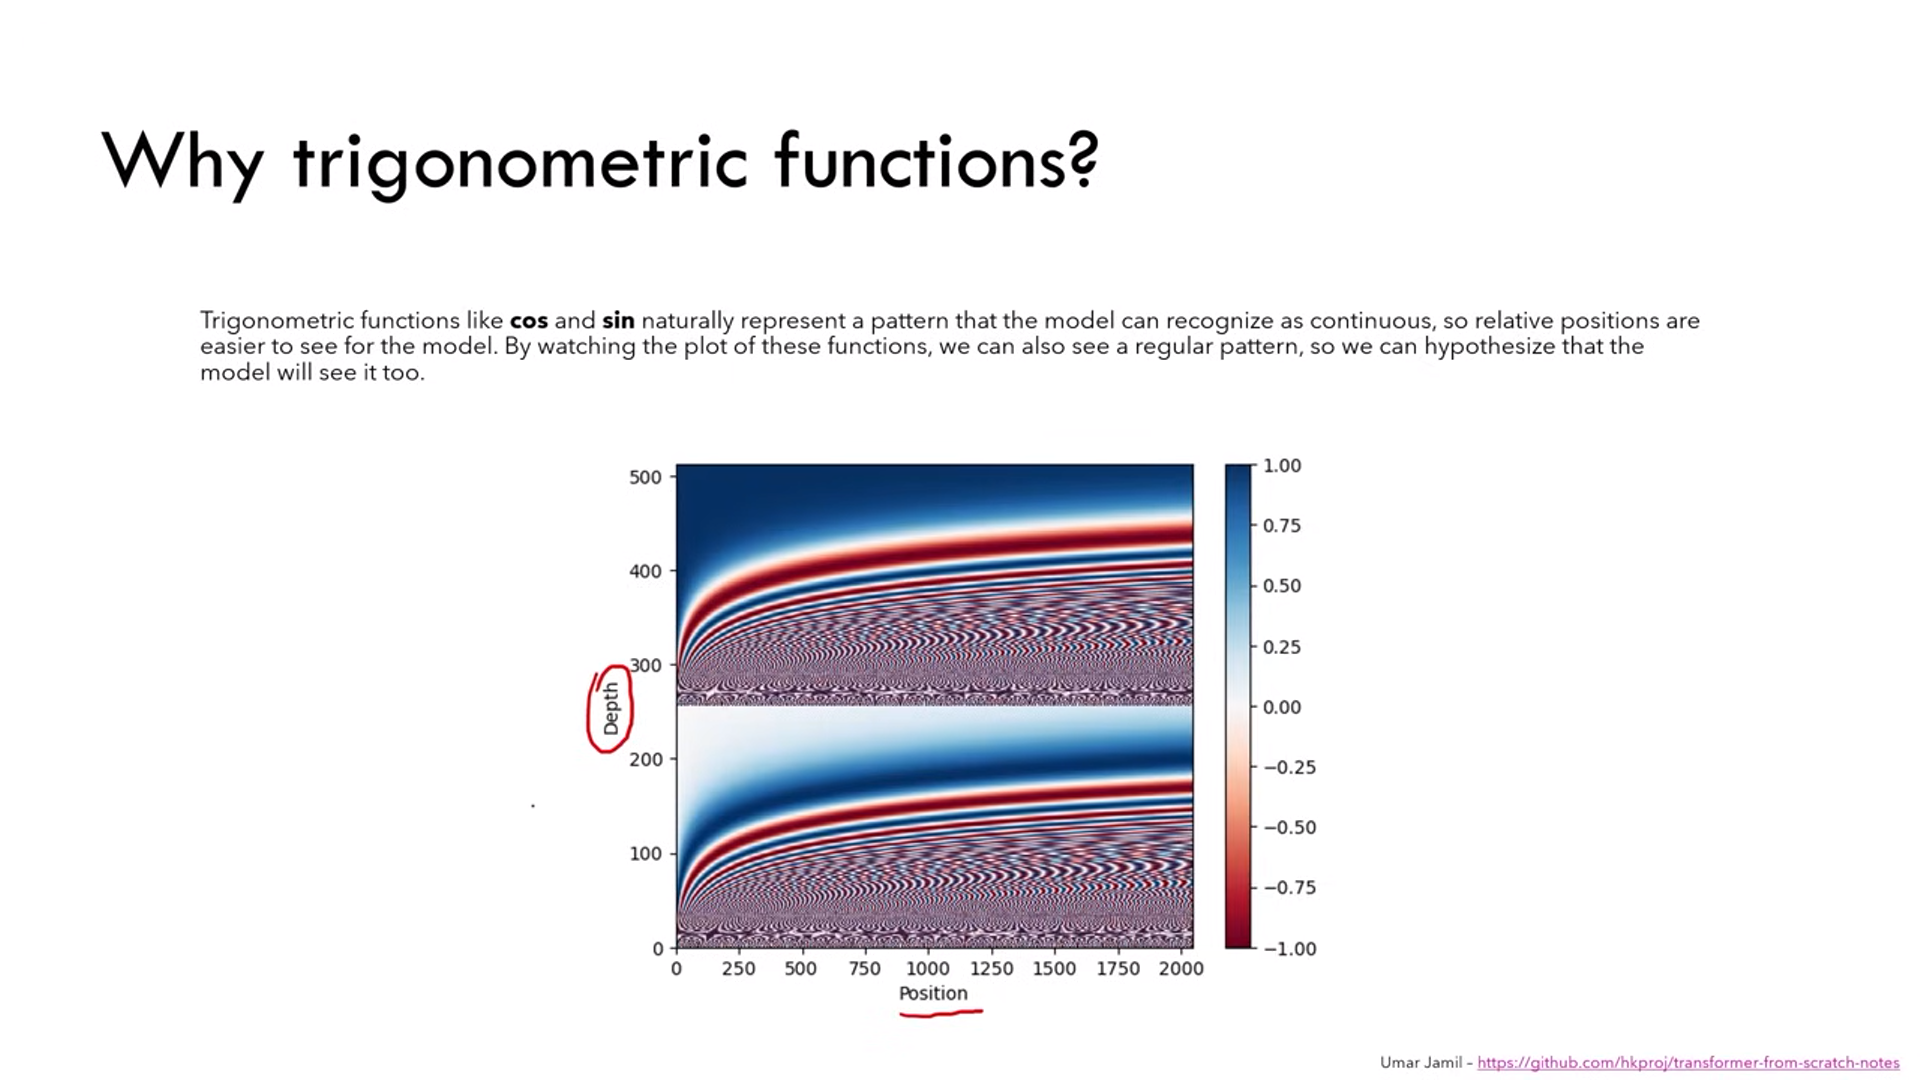 Why trigonometric functions?
Trigonometric functions like cos and sin naturally represent a pattern that the model can recognize as continuous, so relative positions are
easier to see for the model. By watching the plot of these functions, we can also see a regular pattern, so we can hypothesize that the
model will see it too.
500
400
300
200
100
0
Depth
0 250 500 750 1000 1250 1500 1750 2000
Position
1.00
0.75
0.50
0.25
0.00
−0.25
−0.50
−0.75
−1.00
Umar Jamil – https://github.com/hkproj/transformer-from-scratch-notes